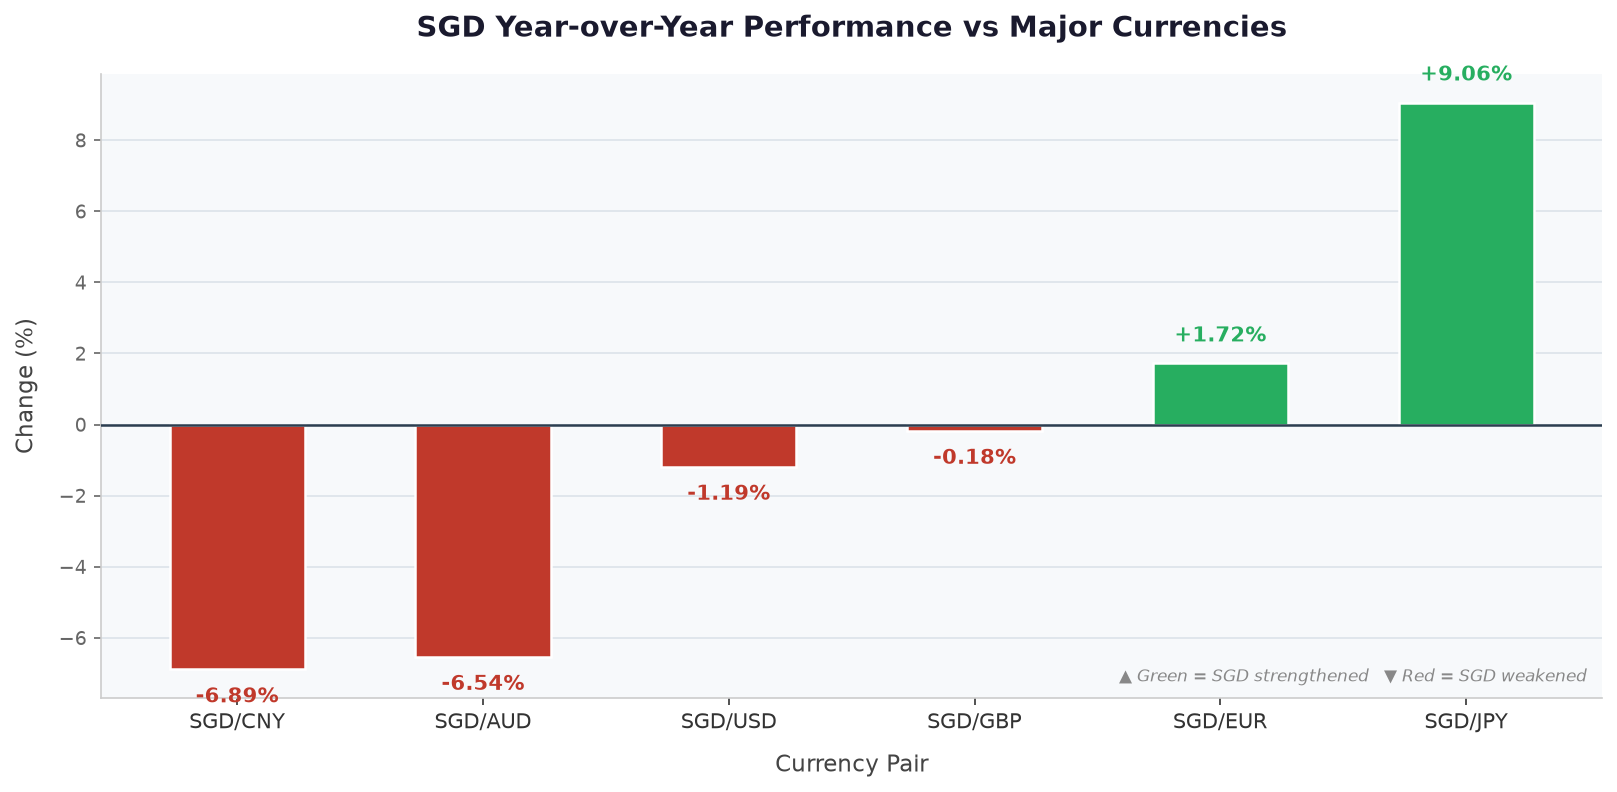 SGD Year-over-Year Performance vs Major Currencies
+9.06%
8
6
4
2
0
−2
−4
−6
Change (%)
+1.72%
-0.18%
-1.19%
-6.54%
-6.89%
▲ Green = SGD strengthened ▼ Red = SGD weakened
SGD/CNY SGD/AUD SGD/USD SGD/GBP SGD/EUR SGD/JPY
Currency Pair